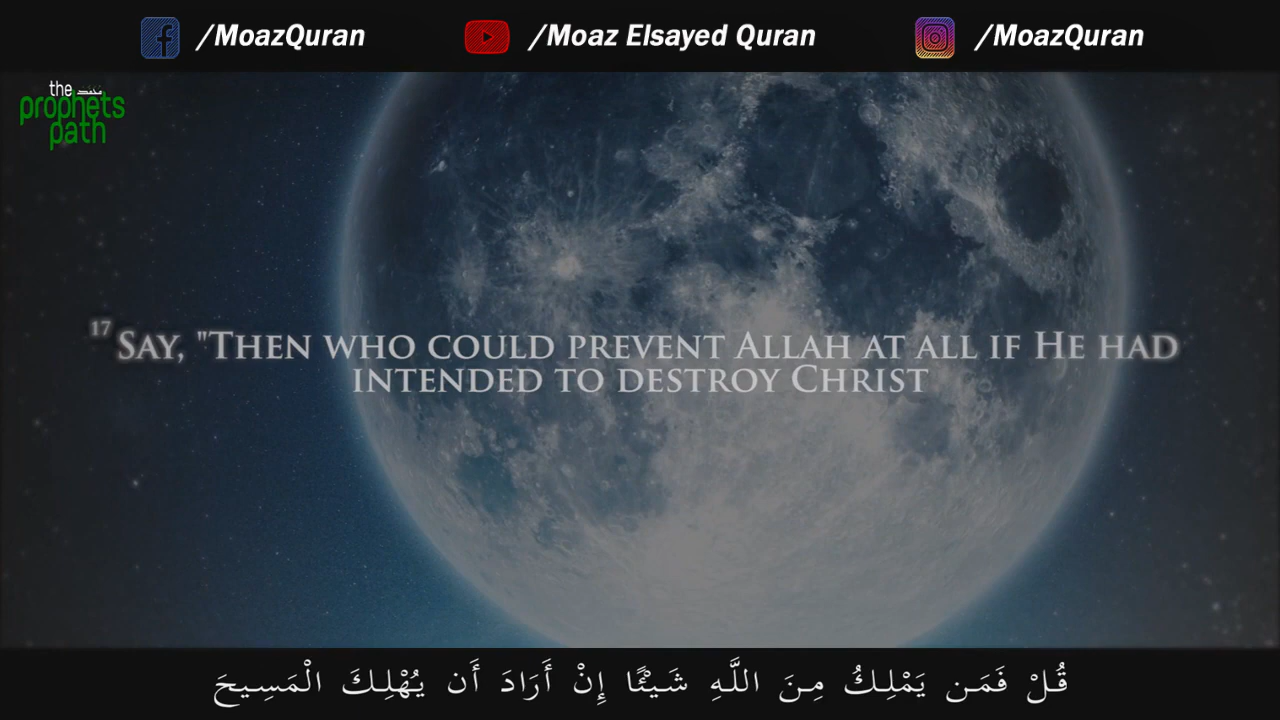 /MoazQuran
/Moaz Elsayed Quran
/MoazQuran
the محمد
prophets
path
17 Say, "Then who could prevent Allah at all if He had
intended to destroy Christ
قُلْ فَمَن يَمْلِكُ مِنَ اللَّهِ شَيْئًا إِنْ أَرَادَ أَن يُهْلِكَ الْمَسِيحَ